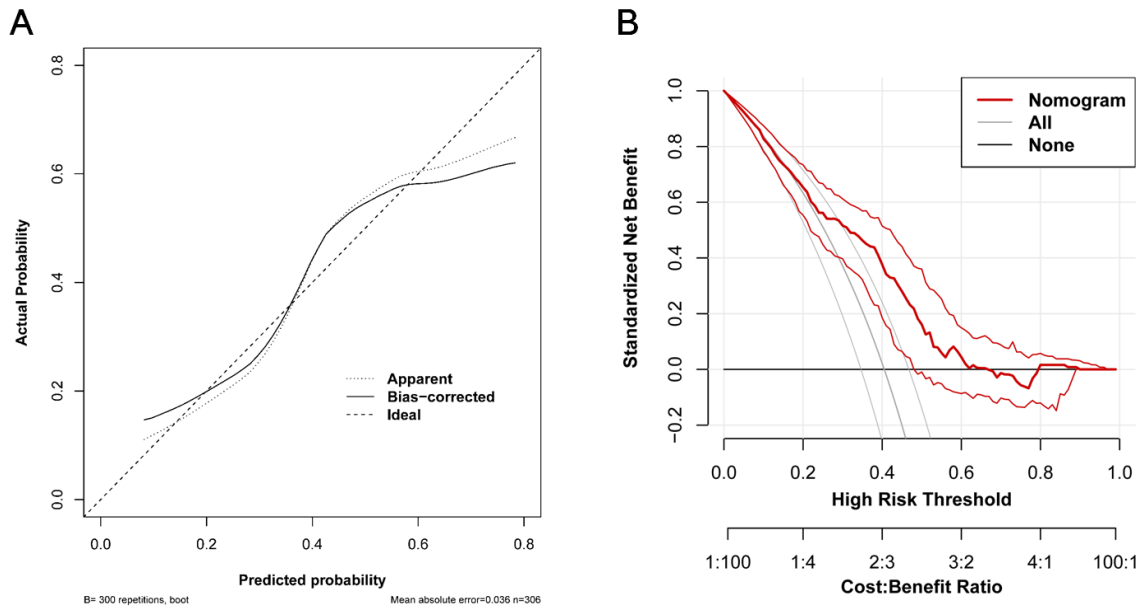 A
0.8
0.6
0.4
0.2
0.0
Actual Probability
Apparent
Bias-corrected
Ideal
0.0 0.2 0.4 0.6 0.8
Predicted probability
B= 300 repetitions, boot
Mean absolute error=0.036 n=306
B
1.0
0.8
0.6
0.4
0.2
0.0
−0.2
Standardized Net Benefit
Nomogram
All
None
0.0 0.2 0.4 0.6 0.8 1.0
High Risk Threshold
1:100 1:4 2:3 3:2 4:1 100:1
Cost:Benefit Ratio